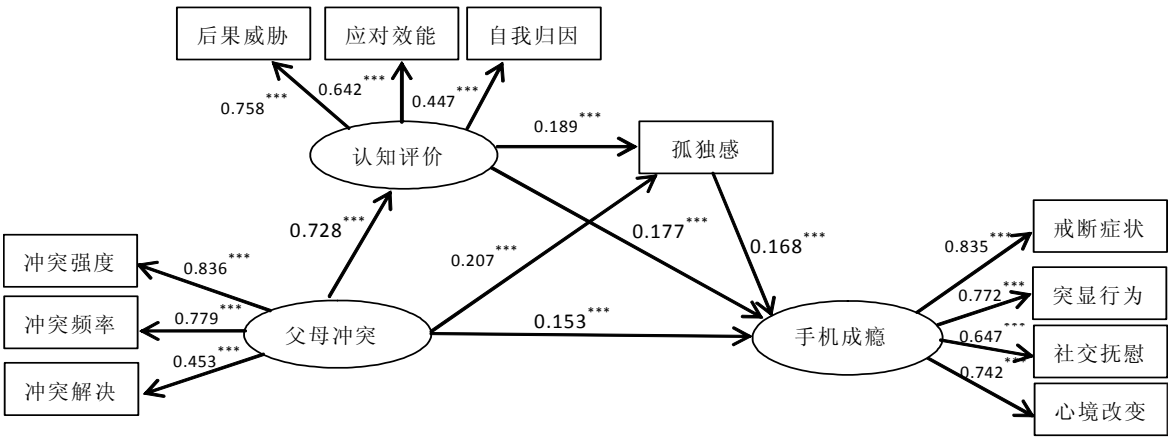 后果威胁
应对效能
自我归因
0.758***
0.642***
0.447***
认知评价
0.189***
孤独感
0.728***
0.207***
0.177***
0.168***
冲突强度
0.836***
冲突频率
0.779***
冲突解决
0.453***
父母冲突
0.153***
手机成瘾
0.835***
戒断症状
0.772***
突显行为
0.647***
社交抚慰
0.742***
心境改变